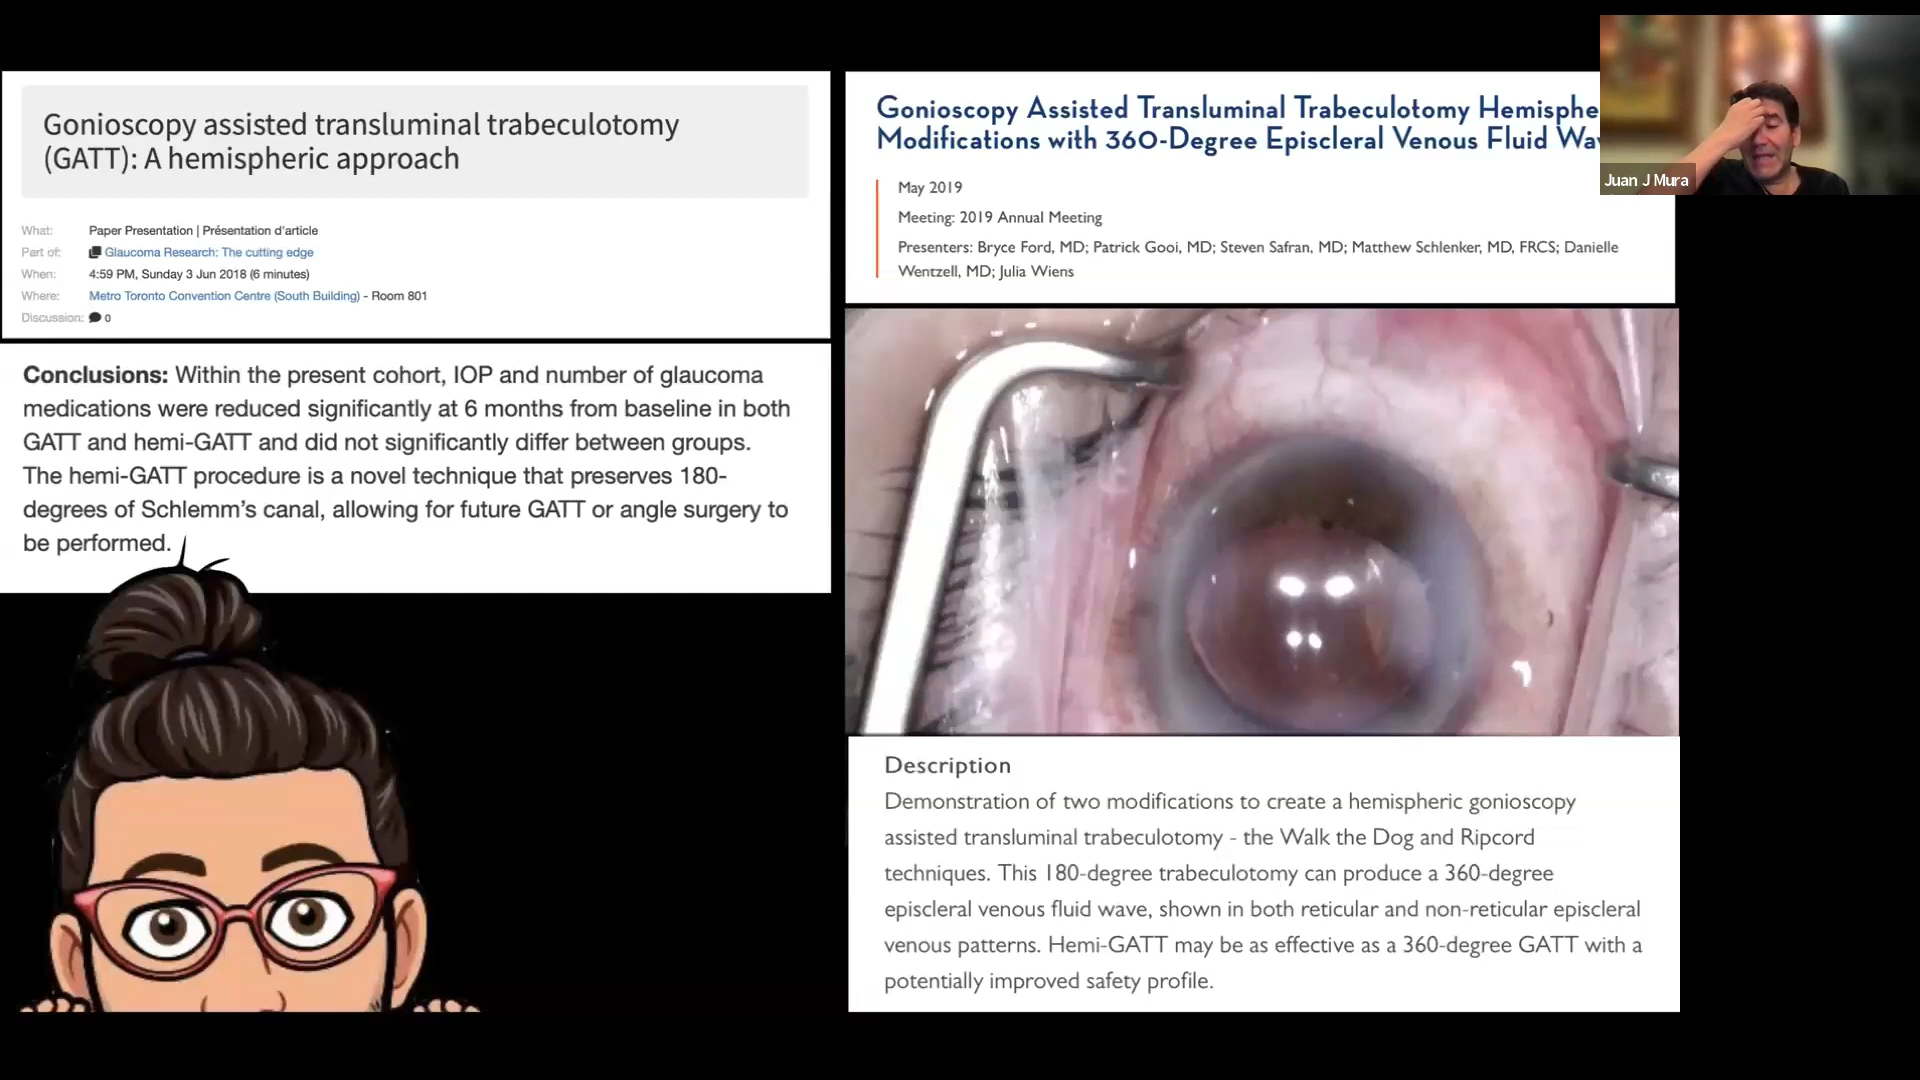 Gonioscopy assisted transluminal trabeculotomy
(GATT): A hemispheric approach
What: Paper Presentation | Présentation d'article
Part of: Glaucoma Research: The cutting edge
When: 4:59 PM, Sunday 3 Jun 2018 (6 minutes)
Where: Metro Toronto Convention Centre (South Building) - Room 801
Discussion: 0
Conclusions: Within the present cohort, IOP and number of glaucoma
medications were reduced significantly at 6 months from baseline in both
GATT and hemi-GATT and did not significantly differ between groups.
The hemi-GATT procedure is a novel technique that preserves 180-
degrees of Schlemm's canal, allowing for future GATT or angle surgery to
be performed.
Gonioscopy Assisted Transluminal Trabeculotomy Hemisphe
Modifications with 360-Degree Episcleral Venous Fluid Wav
May 2019
Meeting: 2019 Annual Meeting
Presenters: Bryce Ford, MD; Patrick Gooi, MD; Steven Safran, MD; Matthew Schlenker, MD, FRCS; Danielle
Wentzell, MD; Julia Wiens
Juan J Mura
Description
Demonstration of two modifications to create a hemispheric gonioscopy
assisted transluminal trabeculotomy - the Walk the Dog and Ripcord
techniques. This 180-degree trabeculotomy can produce a 360-degree
episcleral venous fluid wave, shown in both reticular and non-reticular episcleral
venous patterns. Hemi-GATT may be as effective as a 360-degree GATT with a
potentially improved safety profile.